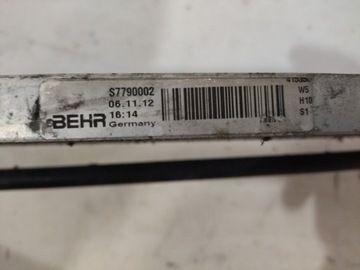 S7790002
06.11.12
16:14
BEHR
Germany
W5
H10
S1